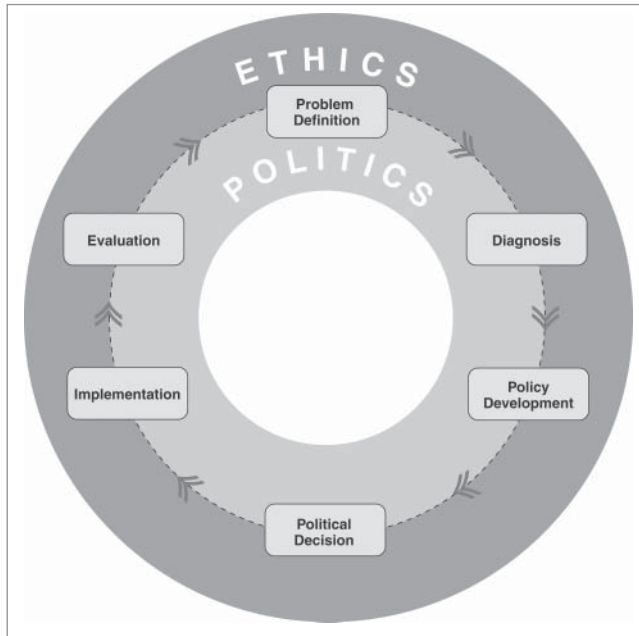 ETHICS
Problem
Definition
POLITICS
Evaluation
Diagnosis
Implementation
Policy
Development
Political
Decision